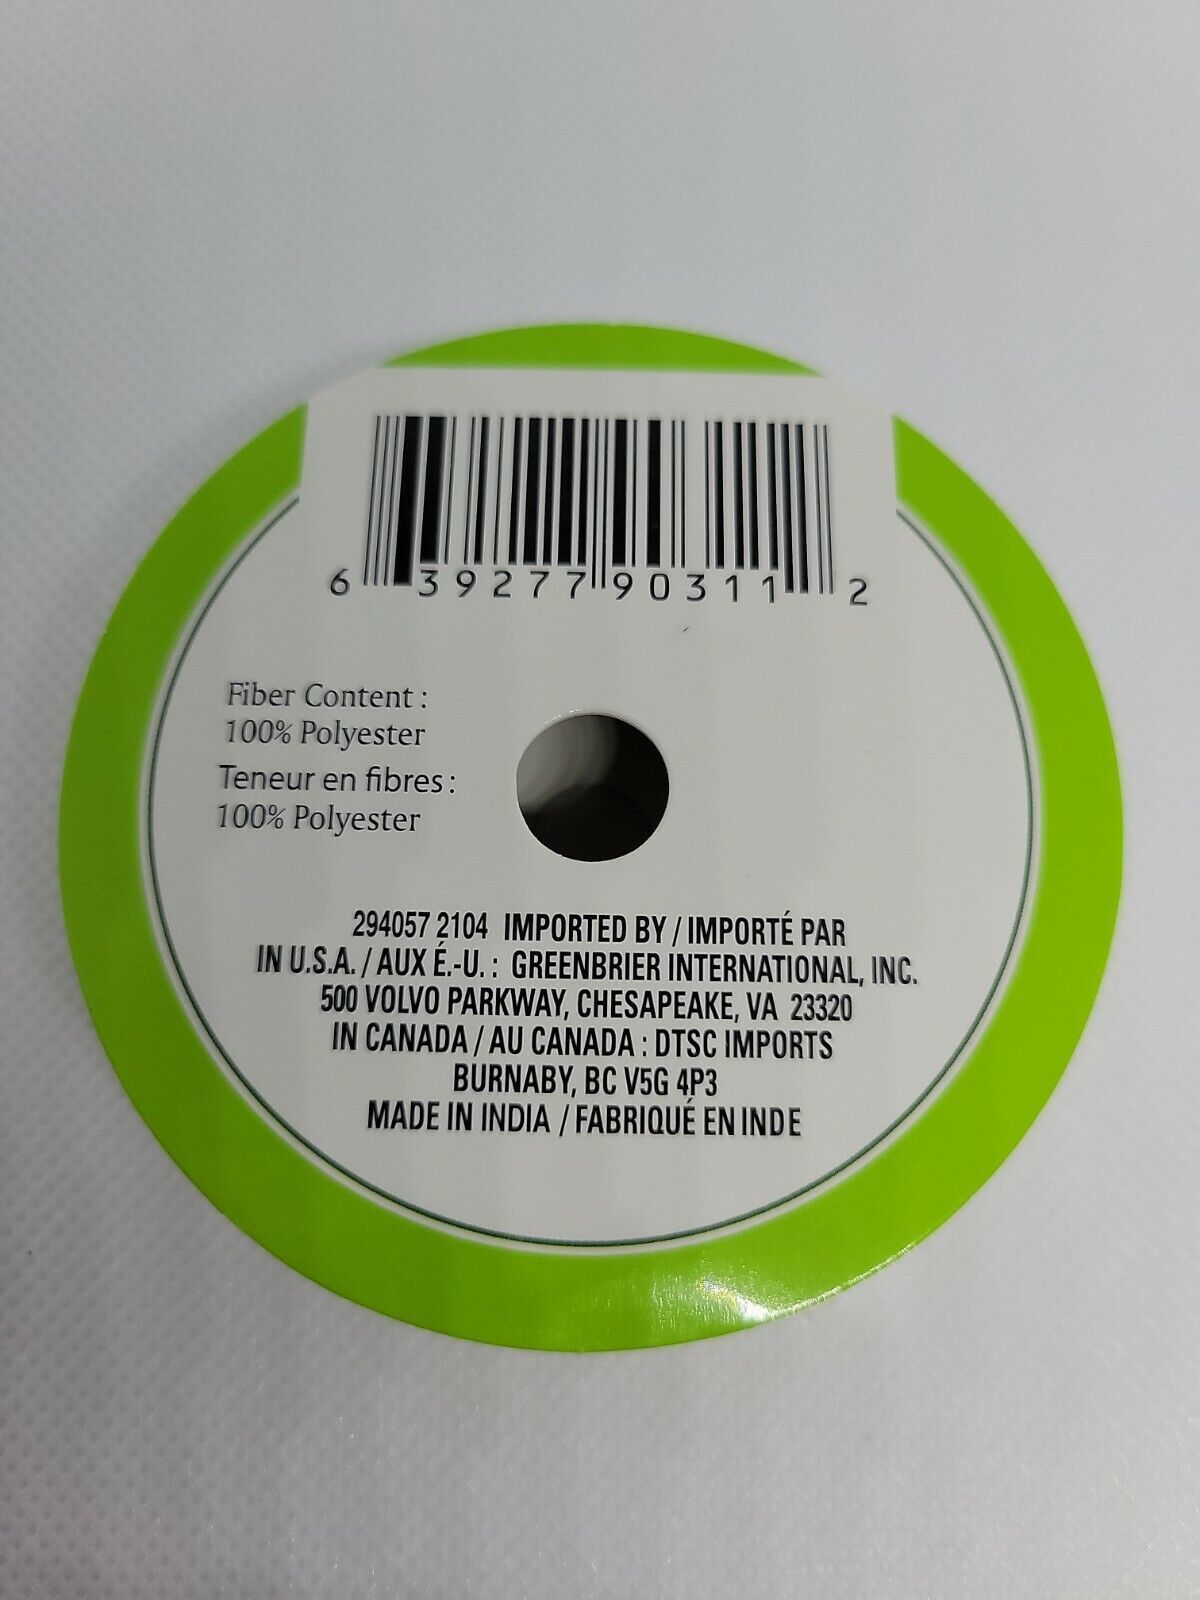 6 39277 90311 2
Fiber Content :
100% Polyester
Teneur en fibres :
100% Polyester
294057 2104 IMPORTED BY / IMPORTÉ PAR
IN U.S.A. / AUX É.-U. : GREENBRIER INTERNATIONAL, INC.
500 VOLVO PARKWAY, CHESAPEAKE, VA 23320
IN CANADA / AU CANADA : DTSC IMPORTS
BURNABY, BC V5G 4P3
MADE IN INDIA / FABRIQUÉ EN INDE